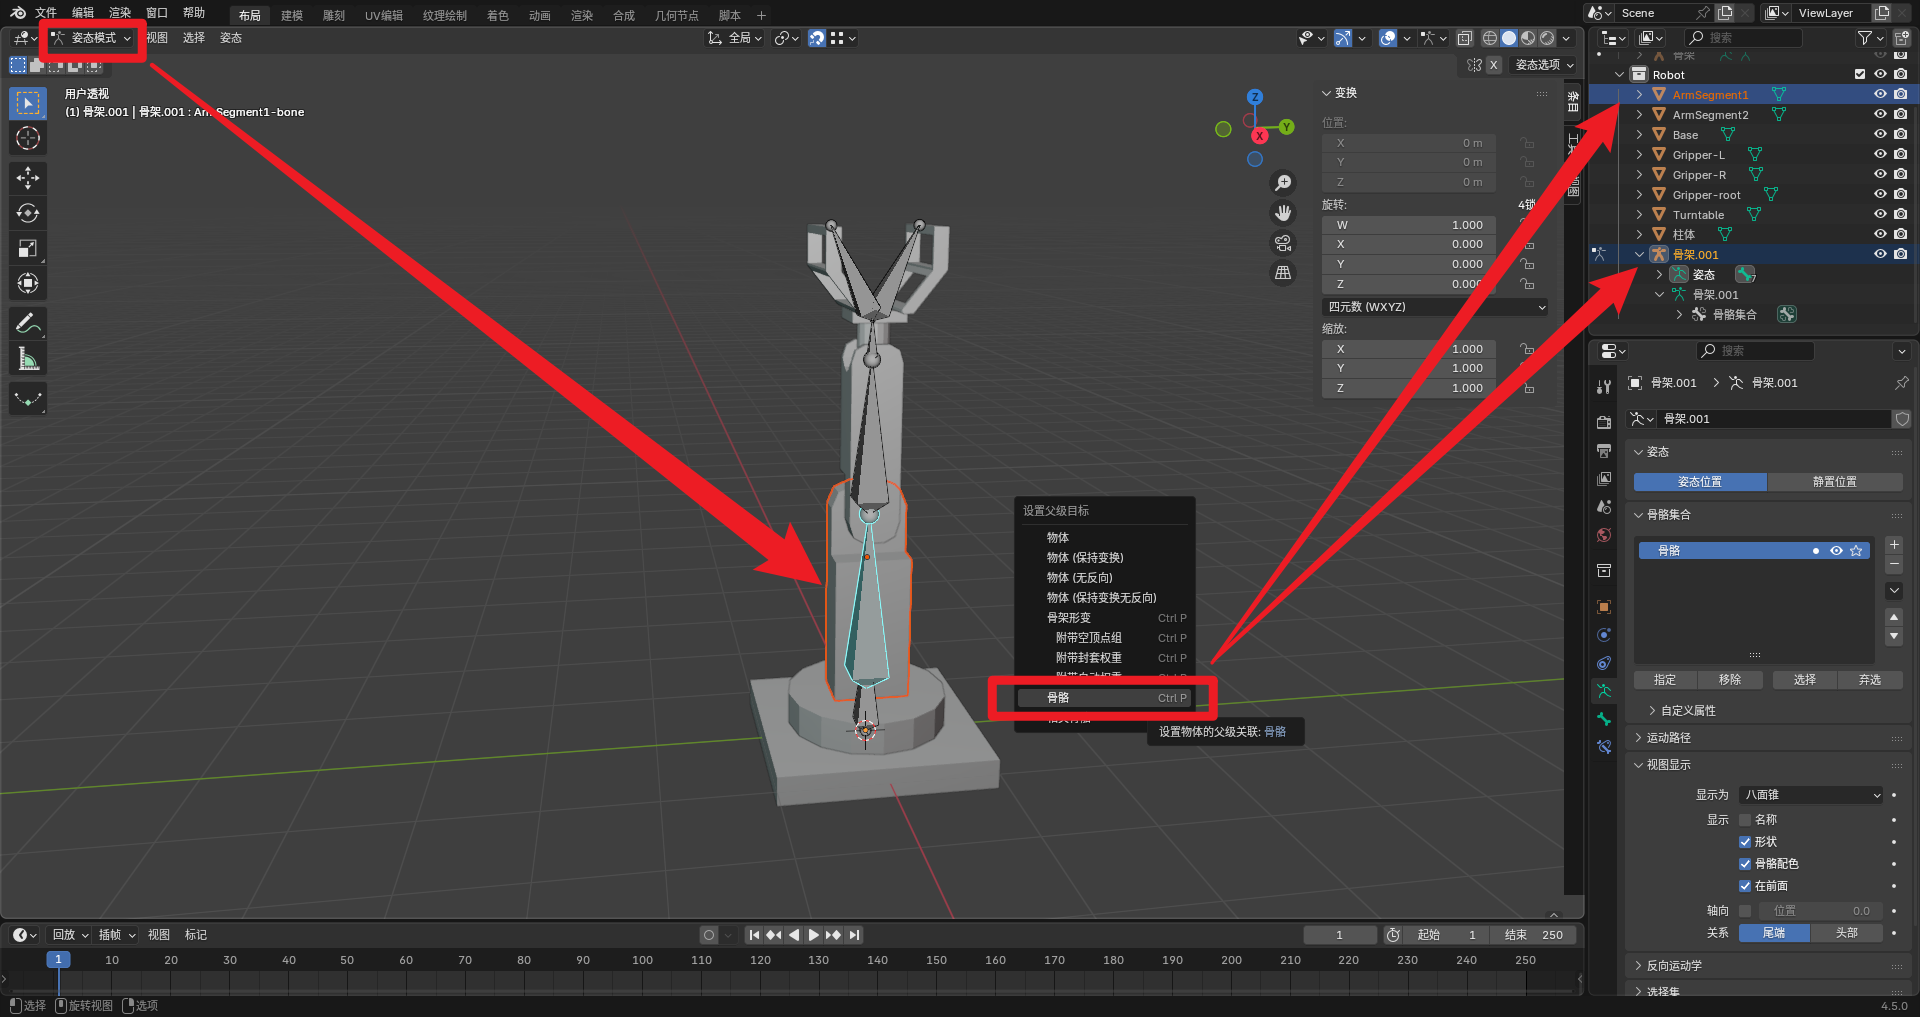 文件 编辑 渲染 窗口 帮助 布局 建模 雕刻 UV编辑 纹理绘制 着色 动画 渲染 合成 几何节点 脚本 + Scene ViewLayer
姿态模式 视图 选择 姿态 全局 搜索
X 姿态选项
用户透视
(1) 骨架.001 | 骨架.001 : ArmSegment1-bone
Z
Y
X
条目
变换
位置:
X 0 m
Y 0 m
Z 0 m
旋转: 4锁
W 1.000
X 0.000
Y 0.000
Z 0.000
四元数 (WXYZ)
缩放:
X 1.000
Y 1.000
Z 1.000
骨架
Robot
ArmSegment1
ArmSegment2
Base
Gripper-L
Gripper-R
Gripper-root
Turntable
柱体
骨架.001
姿态 7
骨架.001
骨骼集合
设置父级目标
物体
物体 (保持变换)
物体 (无反向)
物体 (保持变换无反向)
骨架形变 Ctrl P
附带空顶点组 Ctrl P
附带封套权重 Ctrl P
附带自动权重 Ctrl P
骨骼 Ctrl P
相关骨骼
设置物体的父级关联: 骨骼
搜索
骨架.001 骨架.001
骨架.001
姿态
姿态位置 静置位置
骨骼集合
骨骼
指定 移除 选择 弃选
自定义属性
运动路径
视图显示
显示为 八面锥
显示 名称
形状
骨骼配色
在前面
轴向 位置 0.0
关系 尾端 头部
反向运动学
选择集
回放 插帧 视图 标记 1 起始 1 结束 250
1 10 20 30 40 50 60 70 80 90 100 110 120 130 140 150 160 170 180 190 200 210 220 230 240 250
选择 旋转视图 选项 4.5.0